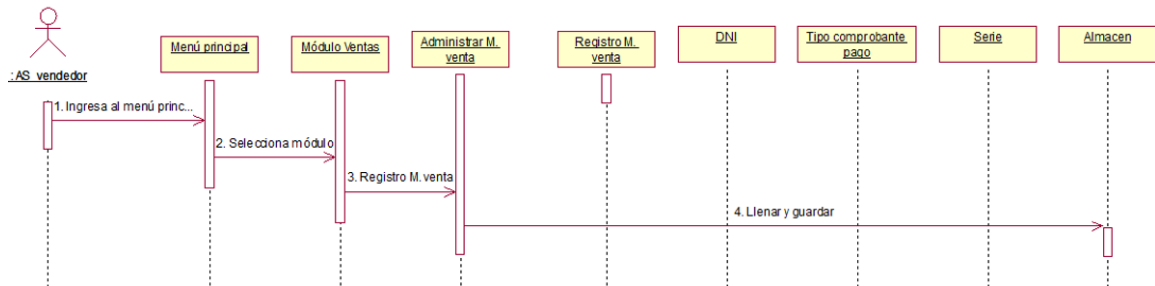 : AS_vendedor
Menú principal
Módulo Ventas
Administrar M.
venta
Registro M.
venta
DNI
Tipo comprobante
pago
Serie
Almacen
1. Ingresa al menú princ...
2. Selecciona módulo
3. Registro M. venta
4. Llenar y guardar